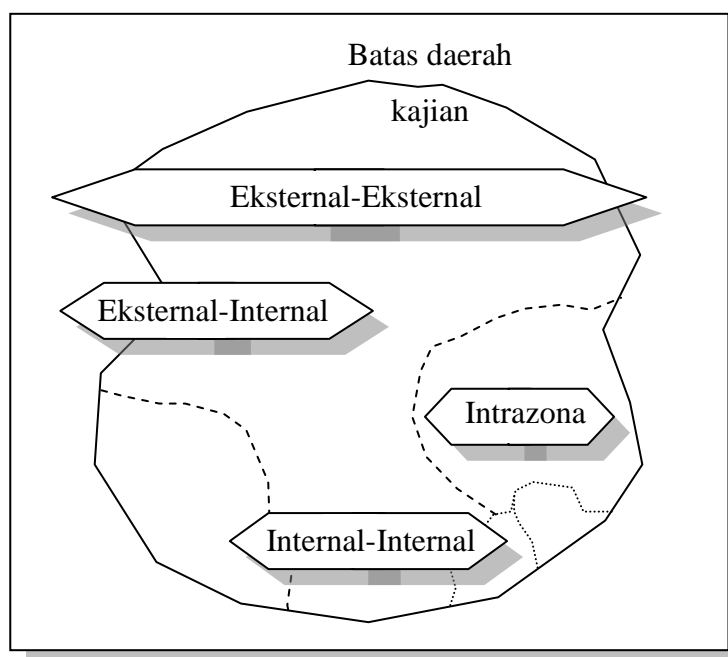 Batas daerah
kajian
Eksternal-Eksternal
Eksternal-Internal
Intrazona
Internal-Internal